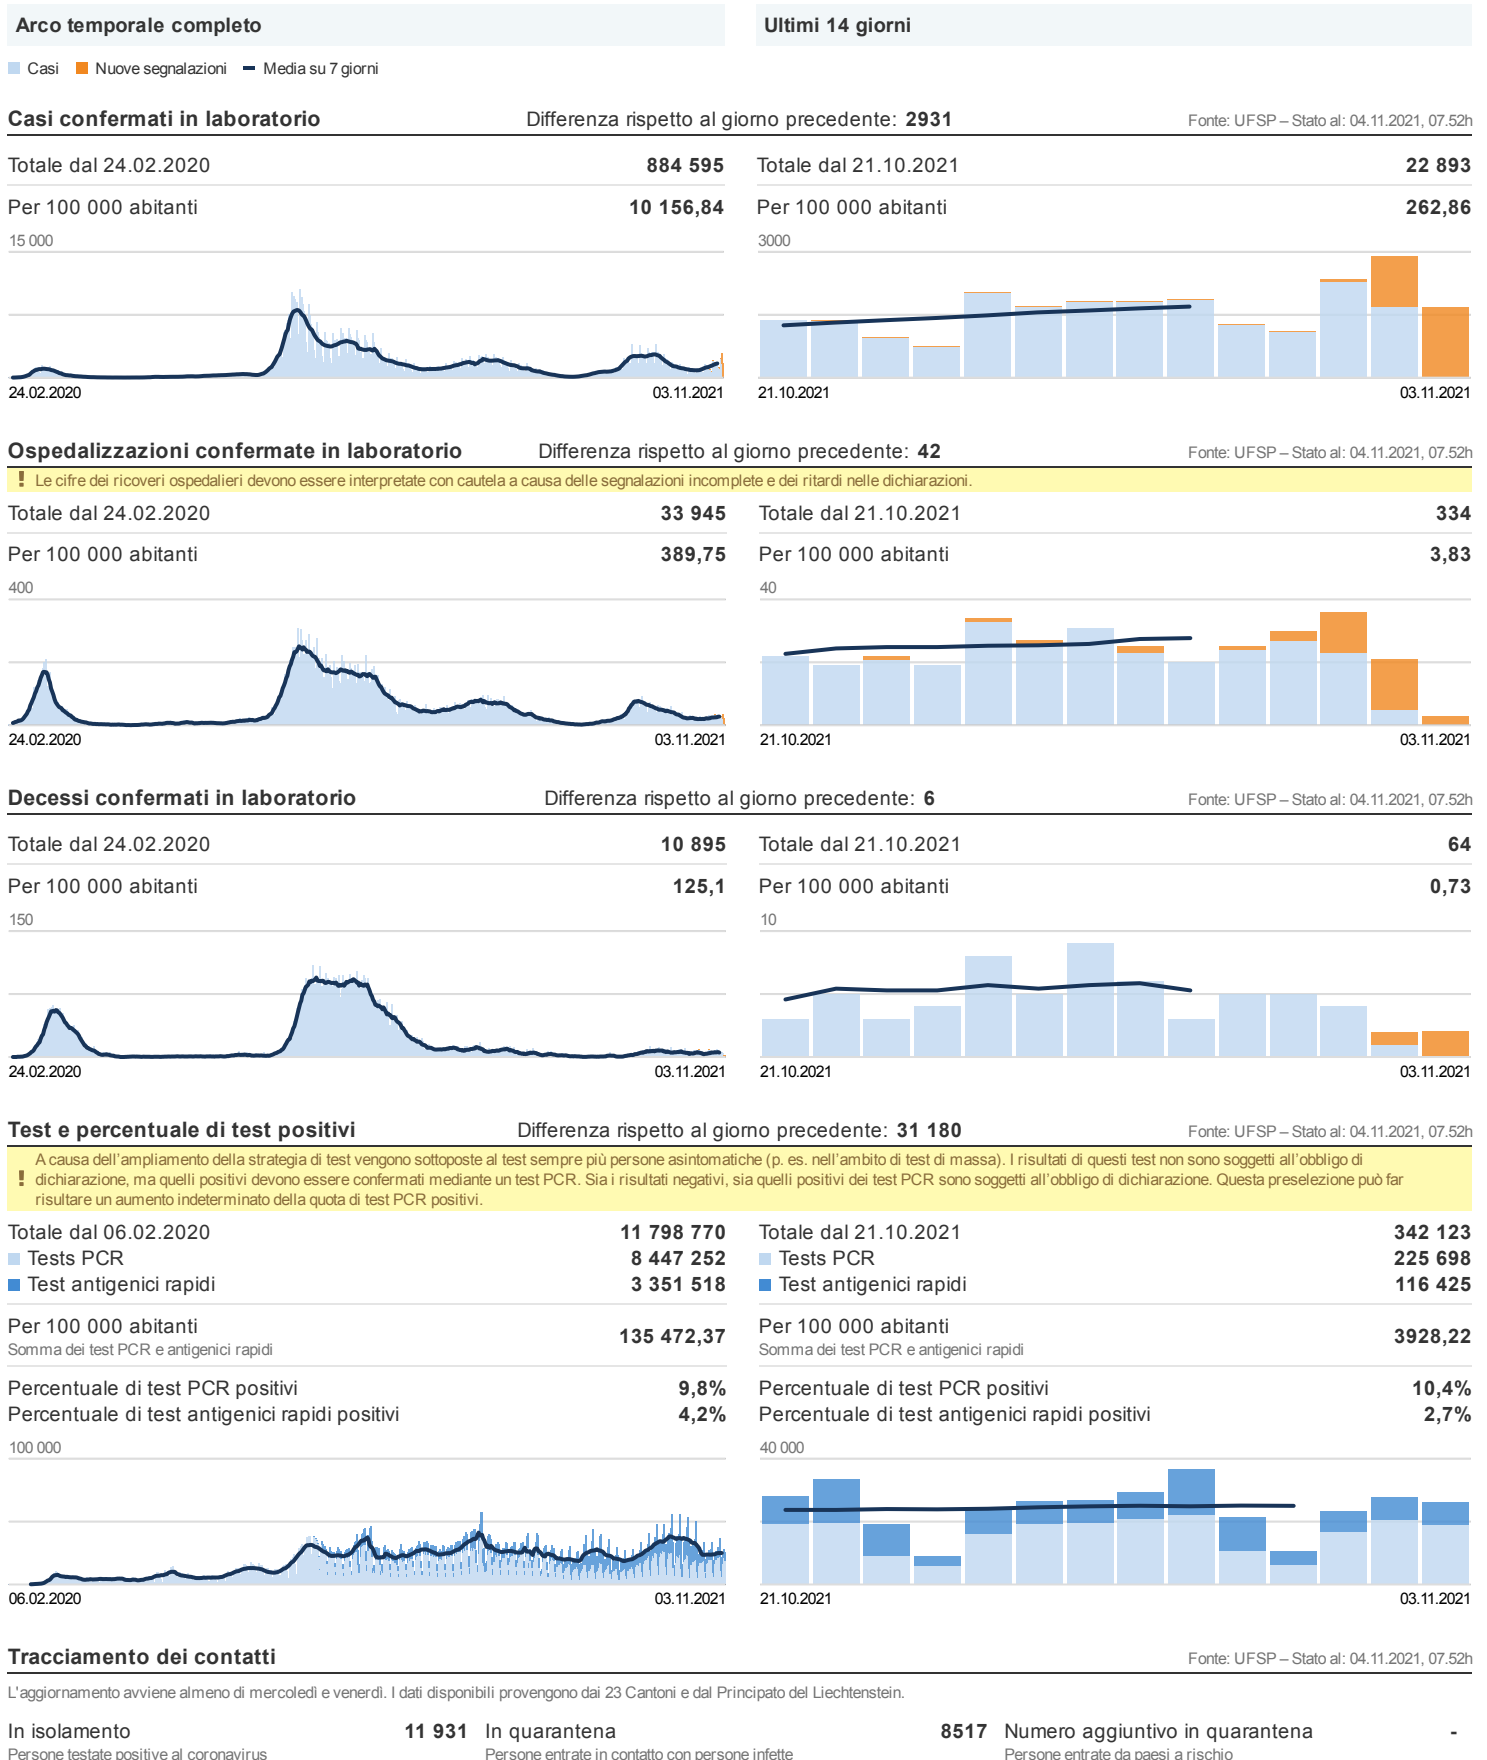 Arco temporale completo
Ultimi 14 giorni
Casi Nuove segnalazioni Media su 7 giorni
Casi confermati in laboratorio Differenza rispetto al giorno precedente: 2931 Fonte: UFSP – Stato al: 04.11.2021, 07.52h
Totale dal 24.02.2020 884 595
Per 100 000 abitanti 10 156,84
15 000
24.02.2020 03.11.2021
Totale dal 21.10.2021 22 893
Per 100 000 abitanti 262,86
3000
21.10.2021 03.11.2021
Ospedalizzazioni confermate in laboratorio Differenza rispetto al giorno precedente: 42 Fonte: UFSP – Stato al: 04.11.2021, 07.52h
! Le cifre dei ricoveri ospedalieri devono essere interpretate con cautela a causa delle segnalazioni incomplete e dei ritardi nelle dichiarazioni.
Totale dal 24.02.2020 33 945
Per 100 000 abitanti 389,75
400
24.02.2020 03.11.2021
Totale dal 21.10.2021 334
Per 100 000 abitanti 3,83
40
21.10.2021 03.11.2021
Decessi confermati in laboratorio Differenza rispetto al giorno precedente: 6 Fonte: UFSP – Stato al: 04.11.2021, 07.52h
Totale dal 24.02.2020 10 895
Per 100 000 abitanti 125,1
150
24.02.2020 03.11.2021
Totale dal 21.10.2021 64
Per 100 000 abitanti 0,73
10
21.10.2021 03.11.2021
Test e percentuale di test positivi Differenza rispetto al giorno precedente: 31 180 Fonte: UFSP – Stato al: 04.11.2021, 07.52h
A causa dell'ampliamento della strategia di test vengono sottoposte al test sempre più persone asintomatiche (p. es. nell'ambito di test di massa). I risultati di questi test non sono soggetti all'obbligo di
! dichiarazione, ma quelli positivi devono essere confermati mediante un test PCR. Sia i risultati negativi, sia quelli positivi dei test PCR sono soggetti all'obbligo di dichiarazione. Questa preselezione può far
risultare un aumento indeterminato della quota di test PCR positivi.
Totale dal 06.02.2020 11 798 770
Tests PCR 8 447 252
Test antigenici rapidi 3 351 518
Per 100 000 abitanti 135 472,37
Somma dei test PCR e antigenici rapidi
Percentuale di test PCR positivi 9,8%
Percentuale di test antigenici rapidi positivi 4,2%
100 000
06.02.2020 03.11.2021
Totale dal 21.10.2021 342 123
Tests PCR 225 698
Test antigenici rapidi 116 425
Per 100 000 abitanti 3928,22
Somma dei test PCR e antigenici rapidi
Percentuale di test PCR positivi 10,4%
Percentuale di test antigenici rapidi positivi 2,7%
40 000
21.10.2021 03.11.2021
Tracciamento dei contatti Fonte: UFSP – Stato al: 04.11.2021, 07.52h
L'aggiornamento avviene almeno di mercoledì e venerdì. I dati disponibili provengono dai 23 Cantoni e dal Principato del Liechtenstein.
In isolamento 11 931
Persone testate positive al coronavirus
In quarantena 8517
Persone entrate in contatto con persone infette
Numero aggiuntivo in quarantena -
Persone entrate da paesi a rischio